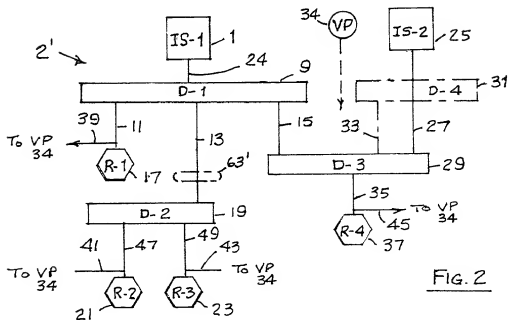 2'
IS-1 1
24
9
34 VP
IS-2 25
D-1
D-4 31
39 11 13 15 33 27
To VP
34
R-1 17
63'
D-3 29
D-2 19
35
To VP
34
45
R-4 37
41 47 49 43
To VP
34
To VP
34
R-2 R-3
21 23
FIG. 2